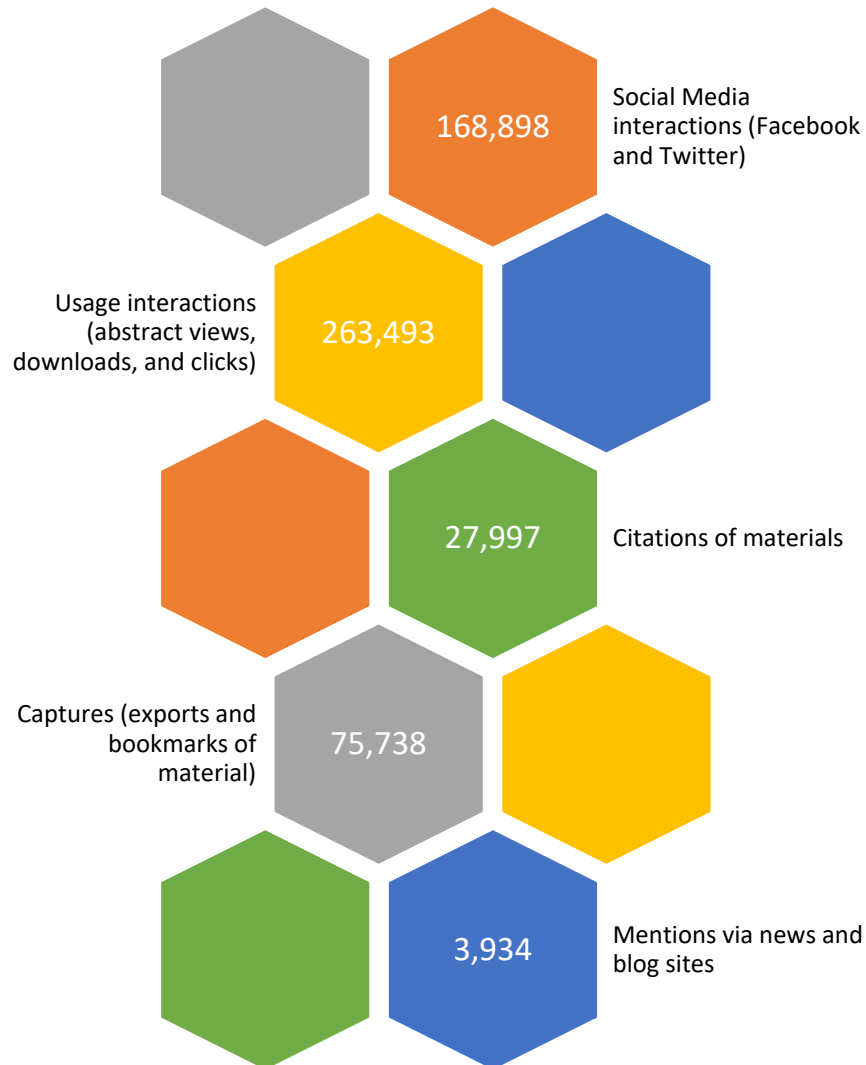 168,898
Social Media
interactions (Facebook
and Twitter)
Usage interactions
(abstract views,
downloads, and clicks)
263,493
27,997
Citations of materials
Captures (exports and
bookmarks of
material)
75,738
3,934
Mentions via news and
blog sites